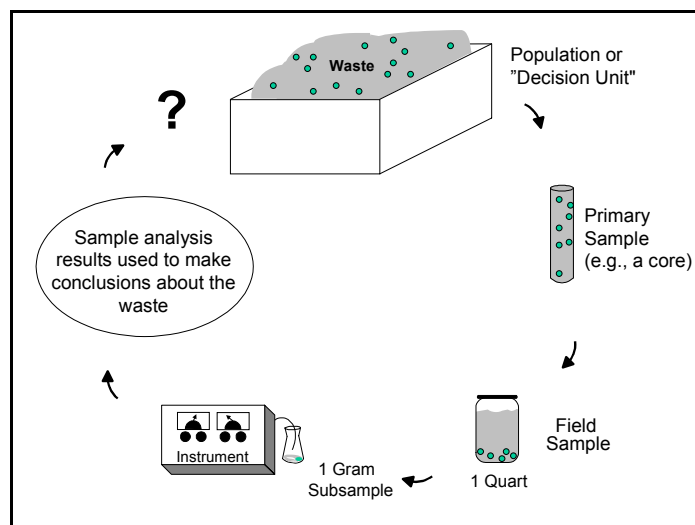 Waste
Population or
”Decision Unit"
?
Primary
Sample
(e.g., a core)
Sample analysis
results used to make
conclusions about the
waste
Field
Sample
1 Quart
Instrument
1 Gram
Subsample